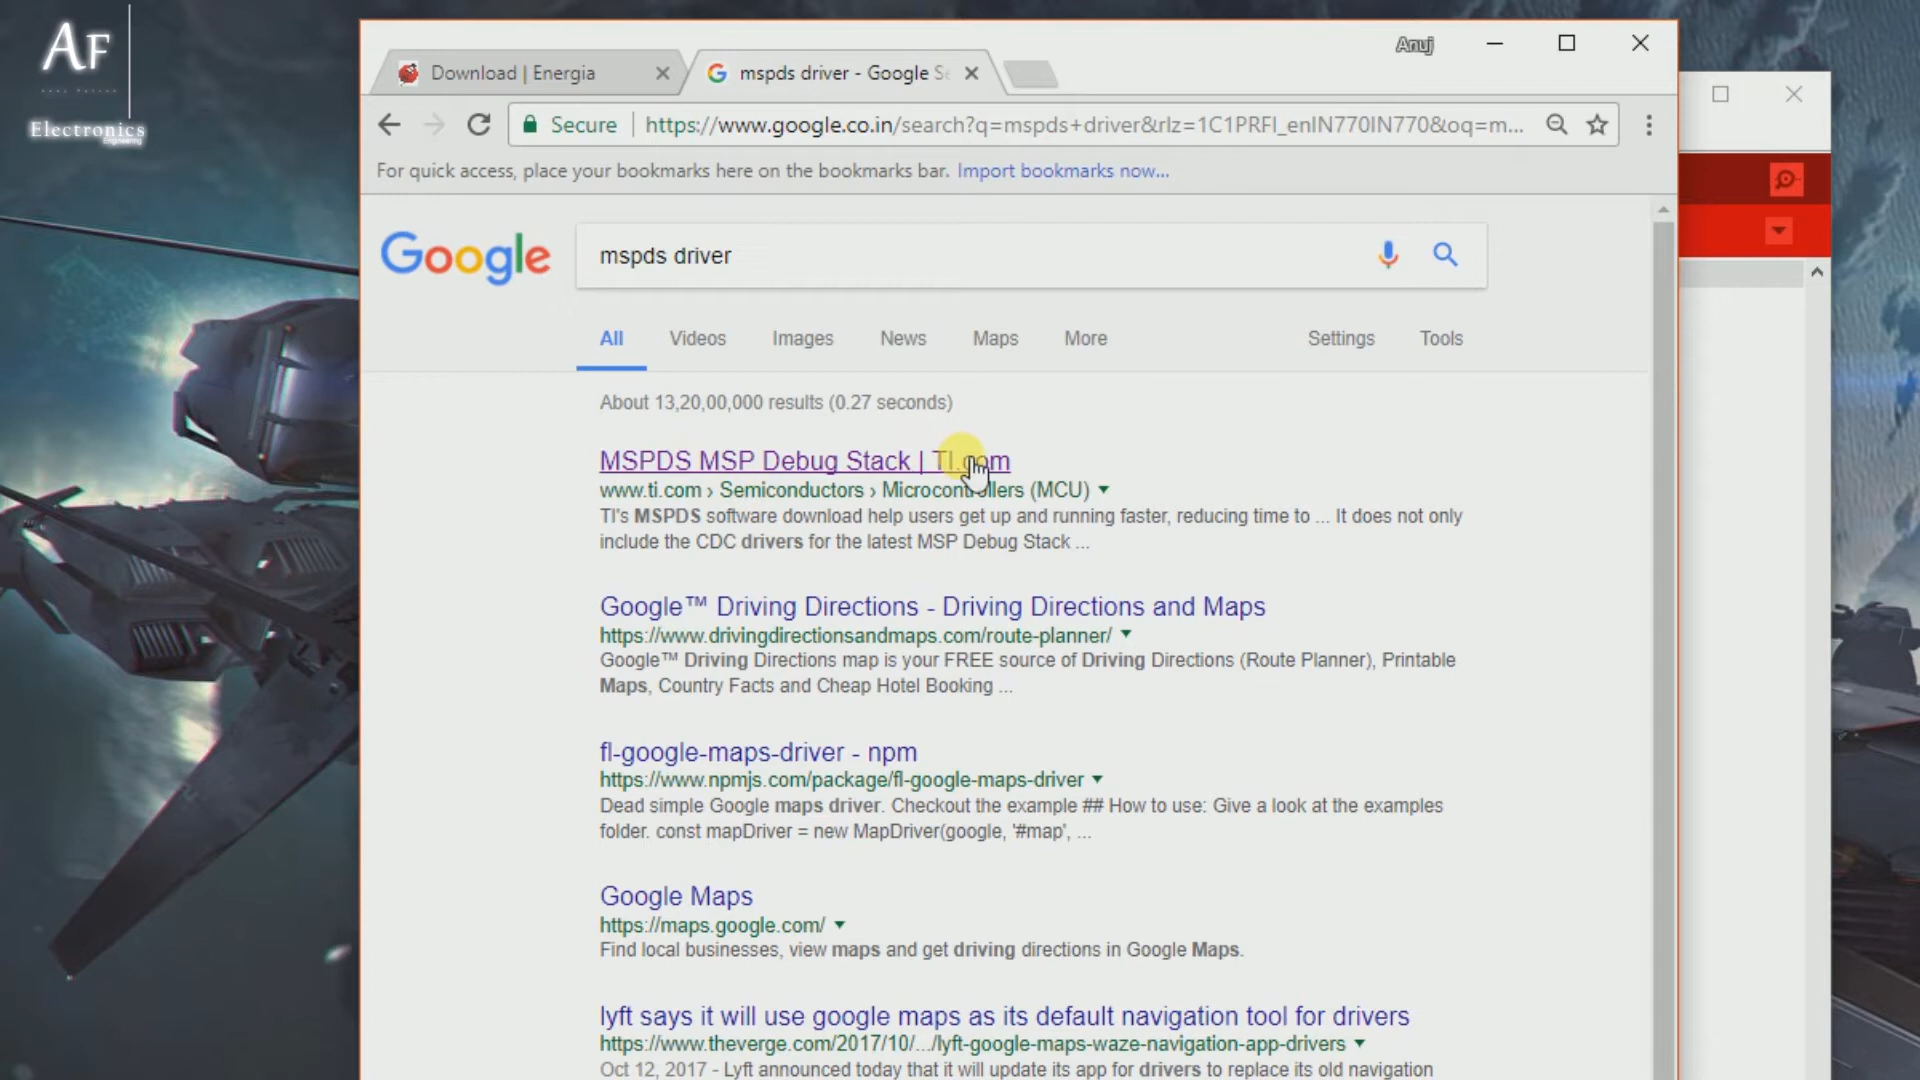 AF
Electronics
Engineering
Anuj
Download | Energia
mspds driver - Google Se
Secure
https://www.google.co.in/search?q=mspds+driver&rlz=1C1PRFI_enIN770IN770&oq=m...
For quick access, place your bookmarks here on the bookmarks bar. Import bookmarks now...
Google
mspds driver
All Videos Images News Maps More Settings Tools
About 13,20,00,000 results (0.27 seconds)
MSPDS MSP Debug Stack | TI.com
www.ti.com › Semiconductors › Microcontrollers (MCU)
TI's MSPDS software download help users get up and running faster, reducing time to ... It does not only
include the CDC drivers for the latest MSP Debug Stack ...
Google™ Driving Directions - Driving Directions and Maps
https://www.drivingdirectionsandmaps.com/route-planner/
Google™ Driving Directions map is your FREE source of Driving Directions (Route Planner), Printable
Maps, Country Facts and Cheap Hotel Booking ...
fl-google-maps-driver - npm
https://www.npmjs.com/package/fl-google-maps-driver
Dead simple Google maps driver. Checkout the example ## How to use: Give a look at the examples
folder. const mapDriver = new MapDriver(google, '#map', ...
Google Maps
https://maps.google.com/
Find local businesses, view maps and get driving directions in Google Maps.
lyft says it will use google maps as its default navigation tool for drivers
https://www.theverge.com/2017/10/.../lyft-google-maps-waze-navigation-app-drivers
Oct 12, 2017 - Lyft announced today that it will update its app for drivers to replace its old navigation